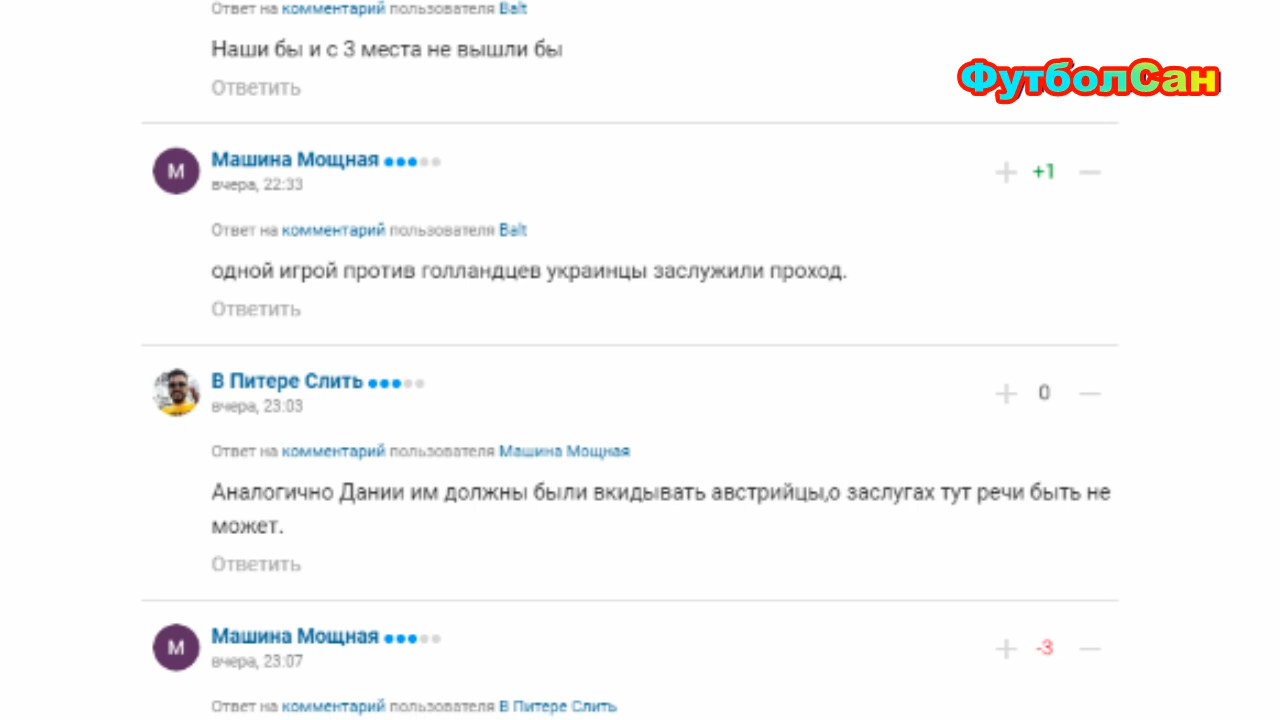 Ответ на комментарий пользователя Balt
Наши бы и с 3 места не вышли бы
Ответить
ФутболСан
М
Машина Мощная
вчера, 22:33
+1
Ответ на комментарий пользователя Balt
одной игрой против голландцев украинцы заслужили проход.
Ответить
В Питере Слить
вчера, 23:03
0
Ответ на комментарий пользователя Машина Мощная
Аналогично Дании им должны были вкидывать австрийцы,о заслугах тут речи быть не
может.
Ответить
М
Машина Мощная
вчера, 23:07
-3
Ответ на комментарий пользователя В Питере Слить